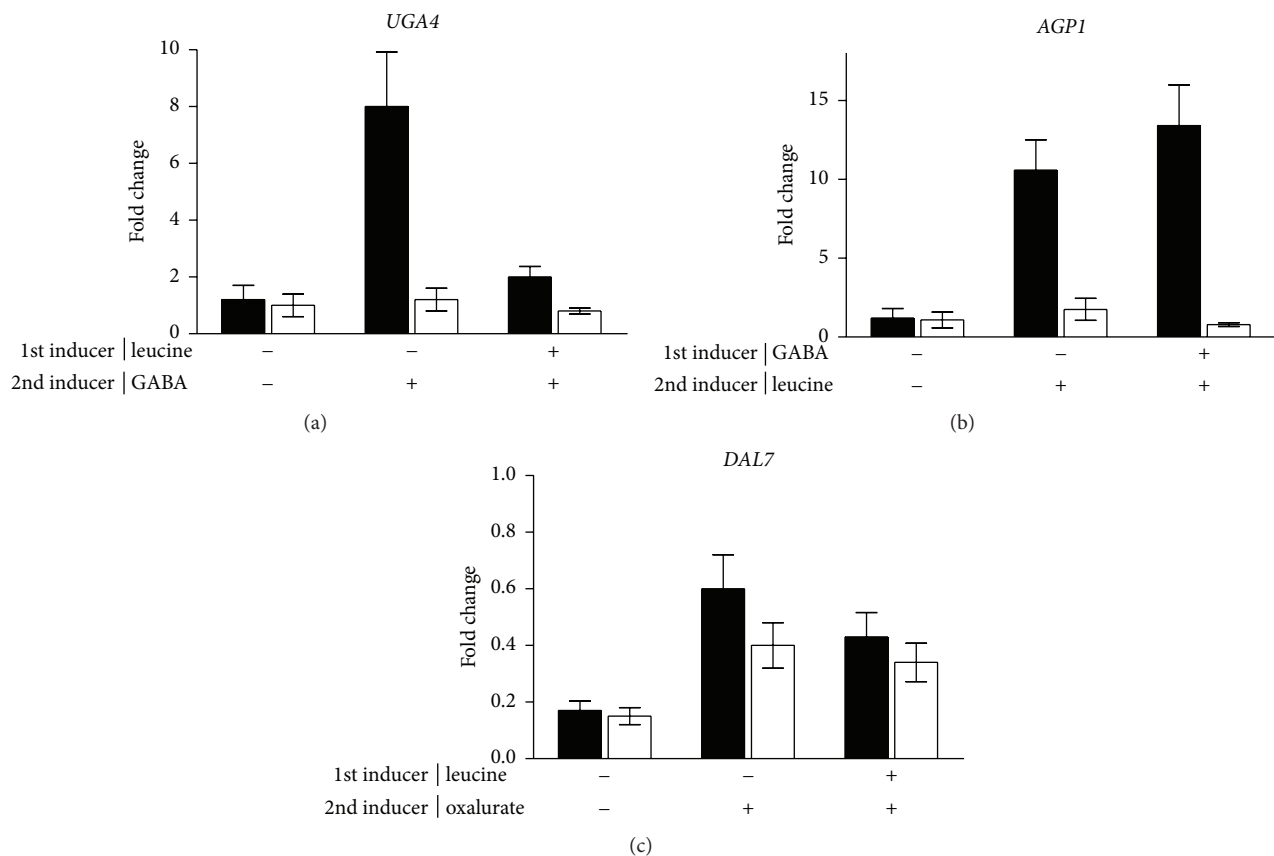 UGA4
10
8
6
4
2
0
Fold change
1st inducer | leucine – – +
2nd inducer | GABA – + +
(a)
AGP1
15
10
5
0
Fold change
1st inducer | GABA – – +
2nd inducer | leucine – + +
(b)
DAL7
1.0
0.8
0.6
0.4
0.2
0.0
Fold change
1st inducer | leucine – – +
2nd inducer | oxalurate – + +
(c)